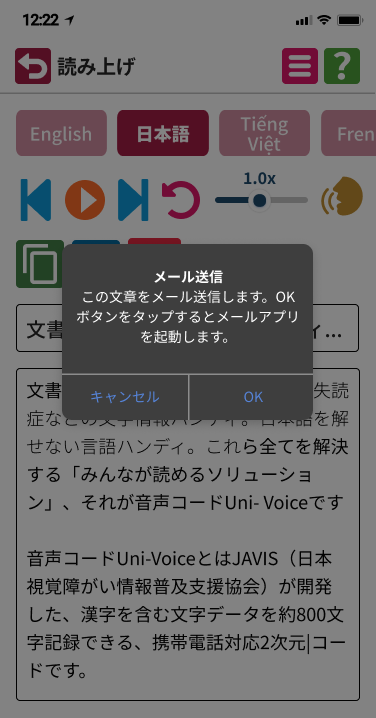 12:22
読み上げ
?
English
日本語
Tiếng
Việt
Fren
1.0x
メール送信
この文章をメール送信します。OK
ボタンをタップするとメールアプリ
を起動します。
キャンセル
OK
文書
ィ...
文書
失読
症などの文字情報ハンディ。日本語を解
せない言語ハンディ。これら全てを解決
する「みんなが読めるソリューショ
ン」、それが音声コードUni- Voiceです
音声コードUni-VoiceとはJAVIS（日本
視覚障がい情報普及支援協会）が開発
した、漢字を含む文字データを約800文
字記録できる、携帯電話対応2次元|コー
ドです。